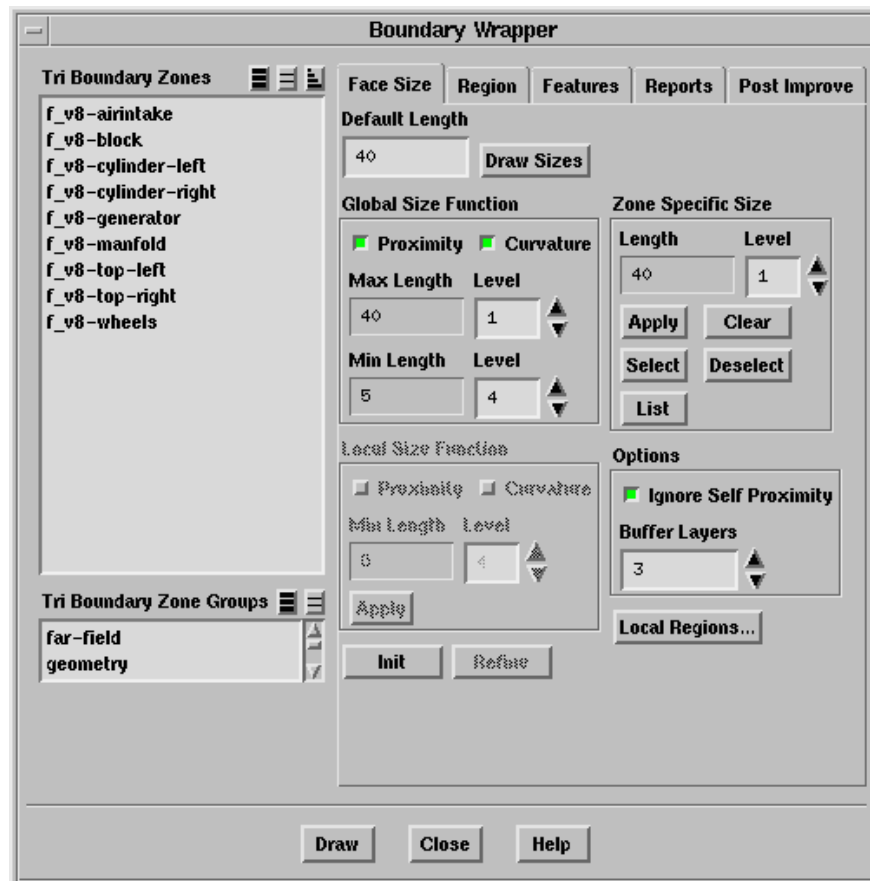 Boundary Wrapper
Tri Boundary Zones
f_v8-airintake
f_v8-block
f_v8-cylinder-left
f_v8-cylinder-right
f_v8-generator
f_v8-manfold
f_v8-top-left
f_v8-top-right
f_v8-wheels
Tri Boundary Zone Groups
far-field
geometry
Face Size Region Features Reports Post Improve
Default Length
40 Draw Sizes
Global Size Function
Proximity Curvature
Max Length Level
40 1
Min Length Level
5 4
Local Size Function
Proximity Curvature
Min Length Level
4
Apply
Init Refine
Zone Specific Size
Length Level
40 1
Apply Clear
Select Deselect
List
Options
Ignore Self Proximity
Buffer Layers
3
Local Regions...
Draw Close Help